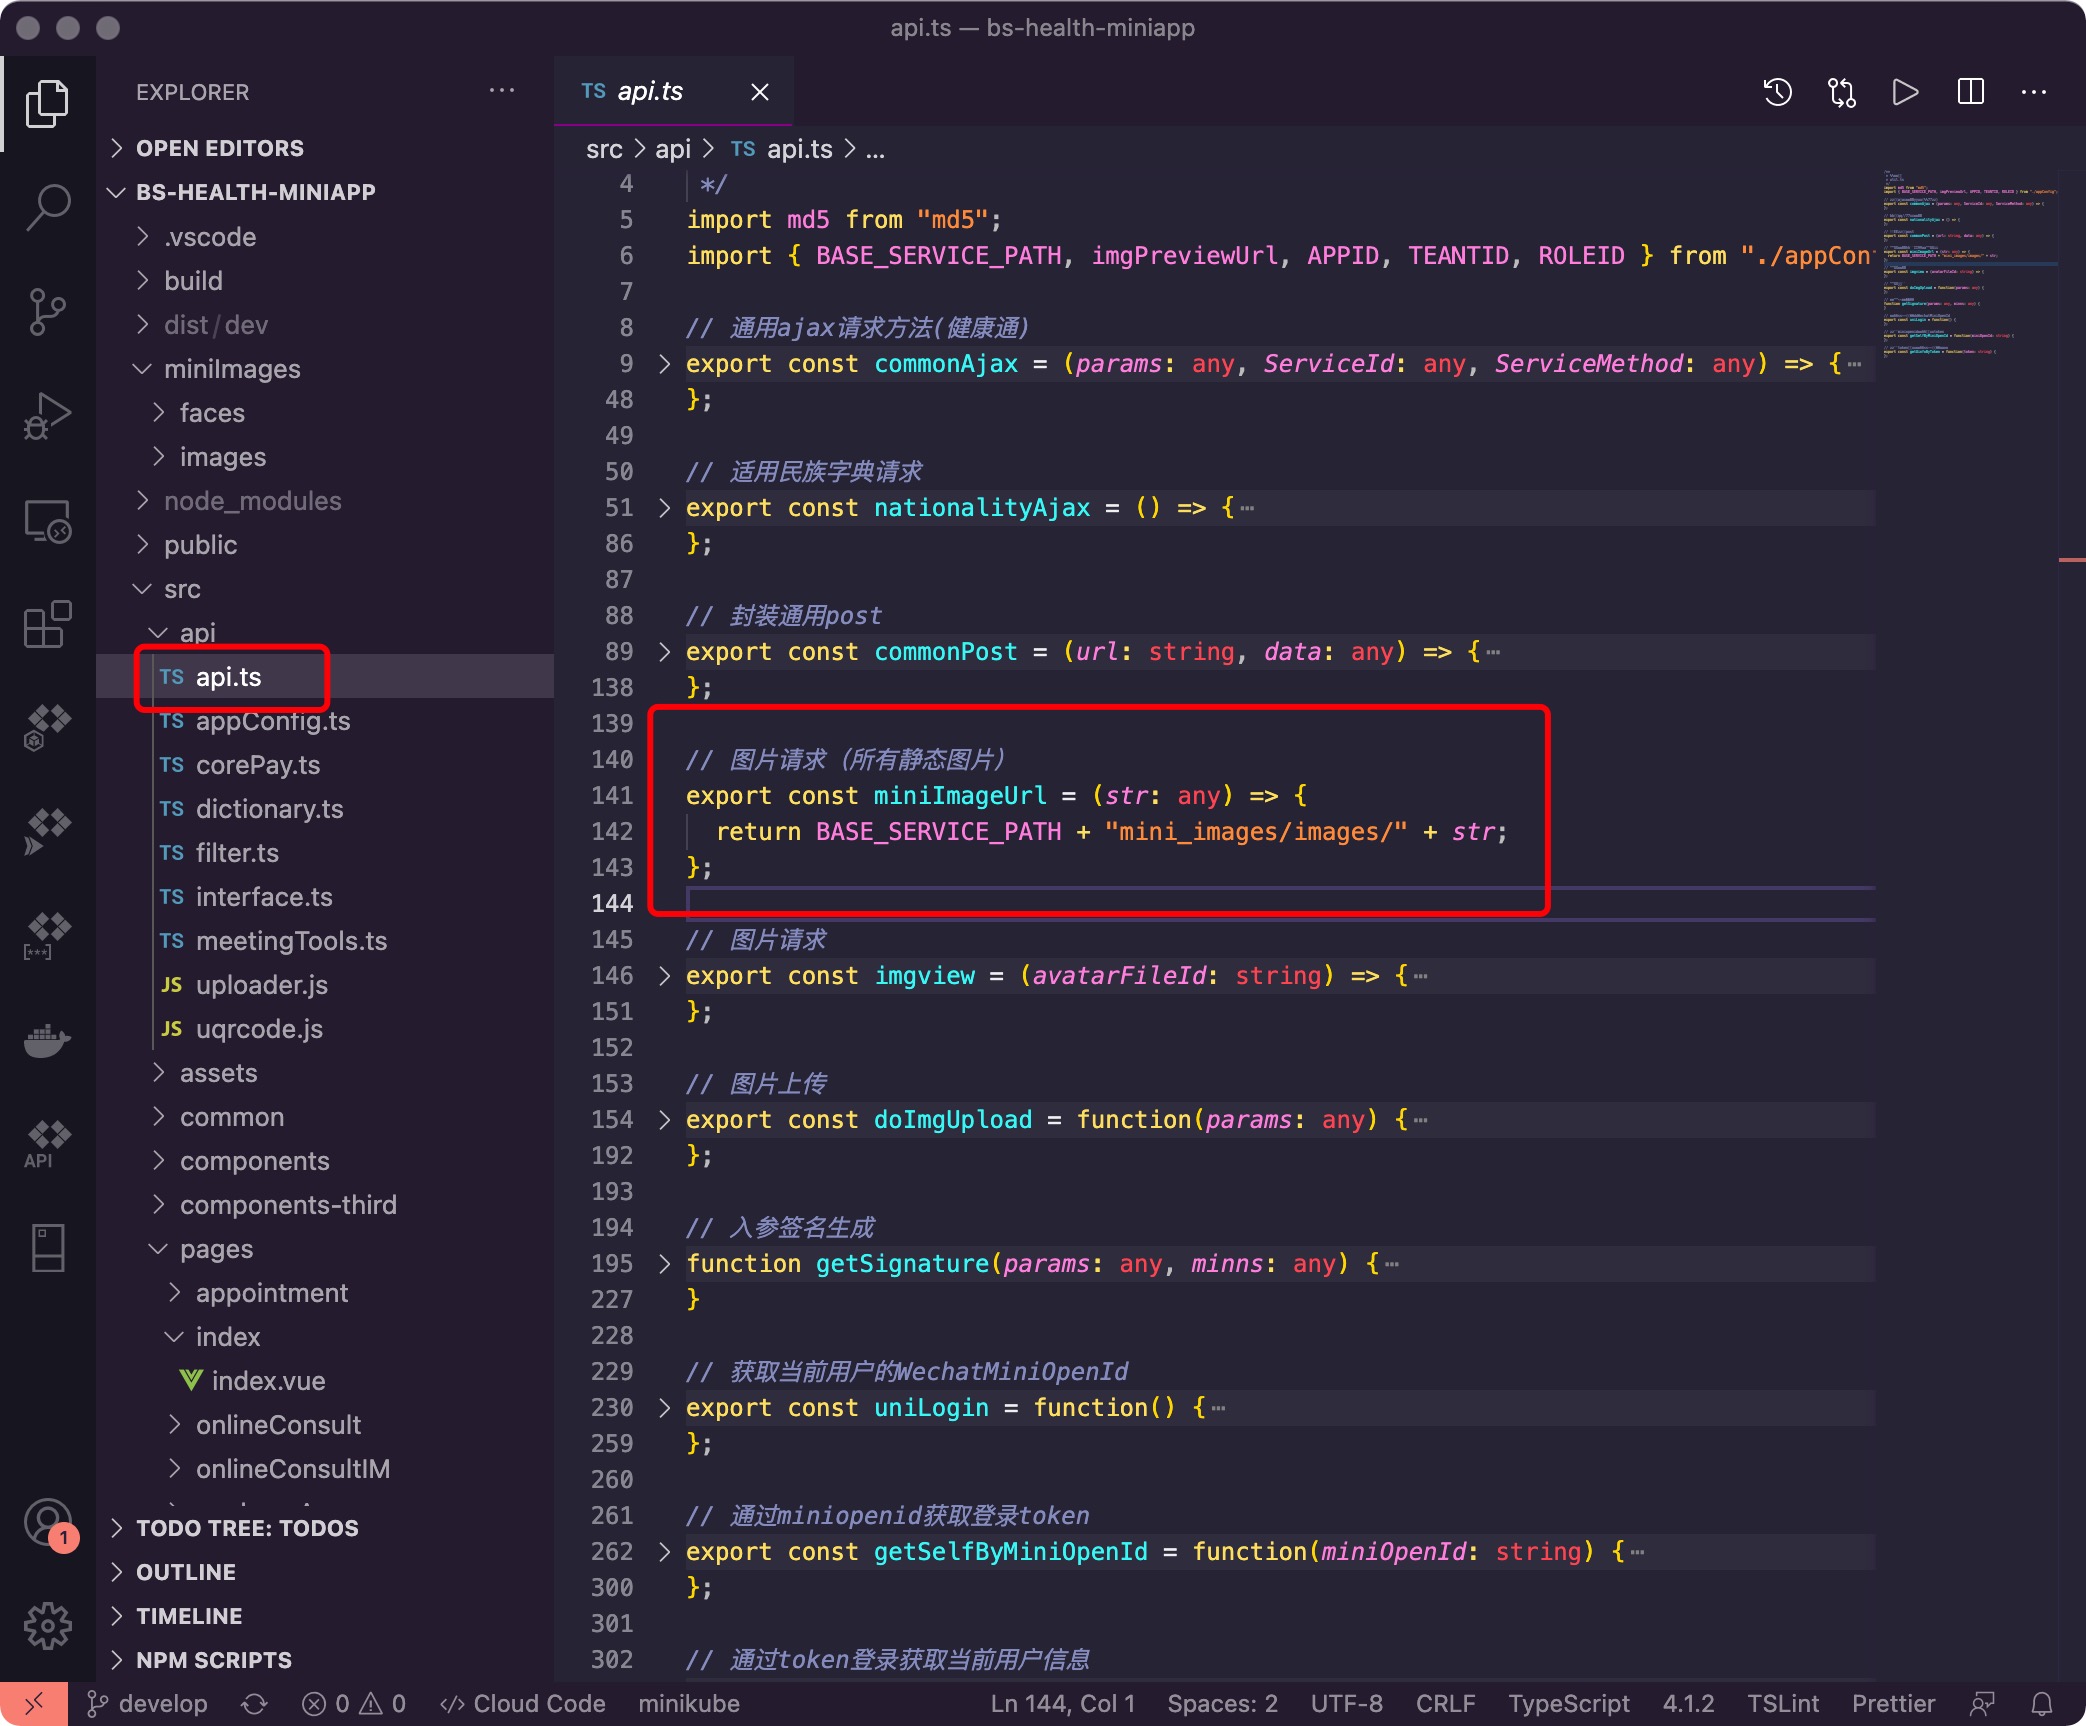 api.ts — bs-health-miniapp
EXPLORER
OPEN EDITORS
BS-HEALTH-MINIAPP
.vscode
build
dist/dev
miniImages
faces
images
node_modules
public
src
api
TS api.ts
TS appConfig.ts
TS corePay.ts
TS dictionary.ts
TS filter.ts
TS interface.ts
TS meetingTools.ts
JS uploader.js
JS uqrcode.js
assets
common
components
components-third
pages
appointment
index
index.vue
onlineConsult
onlineConsultIM
TODO TREE: TODOS
OUTLINE
TIMELINE
NPM SCRIPTS
API
1
TS api.ts
src > api > TS api.ts > ...
4 */
5 import md5 from "md5";
6 import { BASE_SERVICE_PATH, imgPreviewUrl, APPID, TEANTID, ROLEID } from "./appCon
7
8 // 通用ajax请求方法(健康通)
9 export const commonAjax = (params: any, ServiceId: any, ServiceMethod: any) => {
48 };
49
50 // 适用民族字典请求
51 export const nationalityAjax = () => {
86 };
87
88 // 封装通用post
89 export const commonPost = (url: string, data: any) => {
138 };
139
140 // 图片请求（所有静态图片）
141 export const miniImageUrl = (str: any) => {
142 return BASE_SERVICE_PATH + "mini_images/images/" + str;
143 };
144
145 // 图片请求
146 export const imgview = (avatarFileId: string) => {
151 };
152
153 // 图片上传
154 export const doImgUpload = function(params: any) {
192 };
193
194 // 入参签名生成
195 function getSignature(params: any, minns: any) {
227 }
228
229 // 获取当前用户的WechatMiniOpenId
230 export const uniLogin = function() {
259 };
260
261 // 通过miniopenid获取登录token
262 export const getSelfByMiniOpenId = function(miniOpenId: string) {
300 };
301
302 // 通过token登录获取当前用户信息
develop 0 0 Cloud Code minikube Ln 144, Col 1 Spaces: 2 UTF-8 CRLF TypeScript 4.1.2 TSLint Prettier